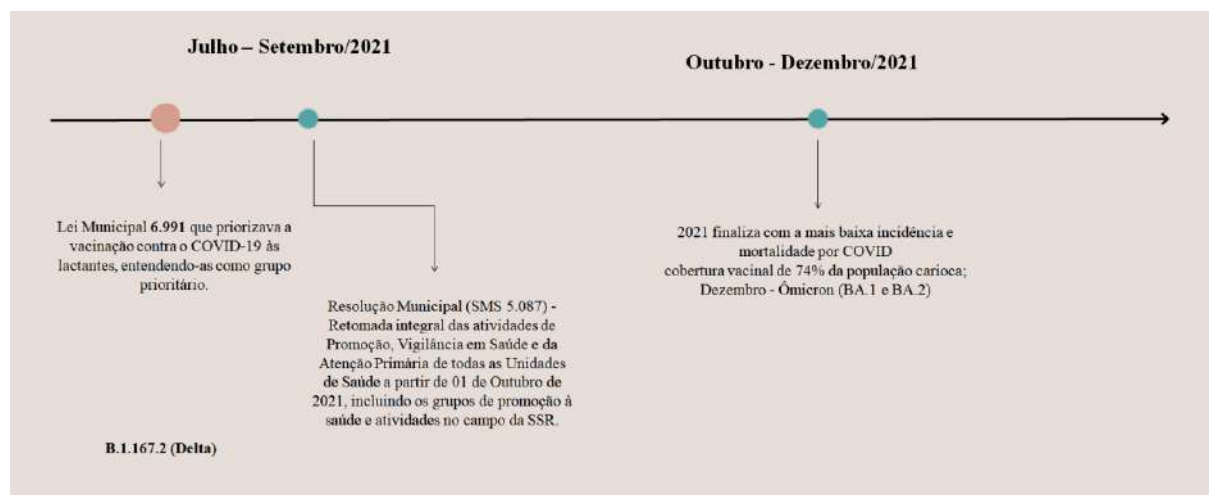 Julho – Setembro/2021
Outubro - Dezembro/2021
Lei Municipal 6.991 que priorizava a
vacinação contra o COVID-19 às
lactantes, entendendo-as como grupo
prioritário.
Resolução Municipal (SMS 5.087) -
Retomada integral das atividades de
Promoção, Vigilância em Saúde e da
Atenção Primária de todas as Unidades
de Saúde a partir de 01 de Outubro de
2021, incluindo os grupos de promoção à
saúde e atividades no campo da SSR.
2021 finaliza com a mais baixa incidência e
mortalidade por COVID
cobertura vacinal de 74% da população carioca;
Dezembro - Ômicron (BA.1 e BA.2)
B.1.167.2 (Delta)